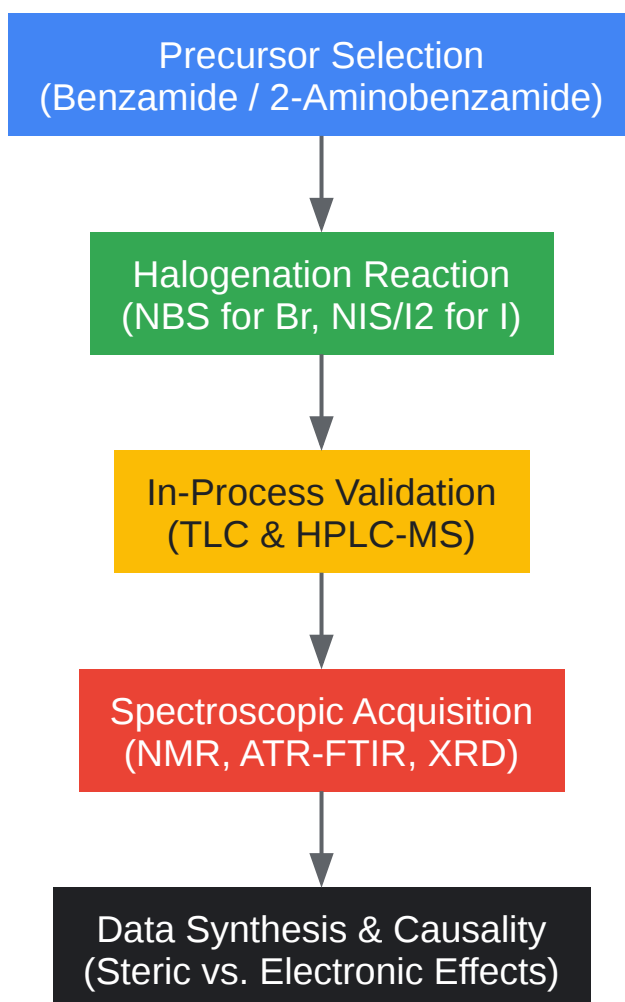 Precursor Selection
(Benzamide / 2-Aminobenzamide)
Halogenation Reaction
(NBS for Br, NIS/I2 for I)
In-Process Validation
(TLC & HPLC-MS)
Spectroscopic Acquisition
(NMR, ATR-FTIR, XRD)
Data Synthesis & Causality
(Steric vs. Electronic Effects)